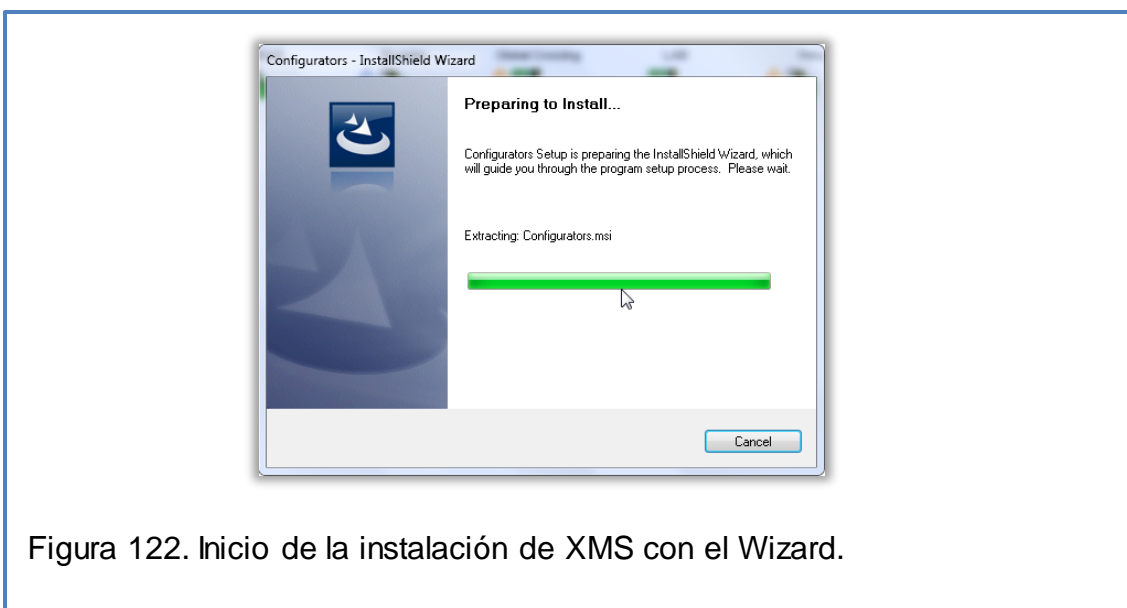 Configurators - InstallShield Wizard
Preparing to Install...
Configurators Setup is preparing the InstallShield Wizard, which
will guide you through the program setup process. Please wait.
Extracting: Configurators.msi
Cancel
Figura 122. Inicio de la instalación de XMS con el Wizard.